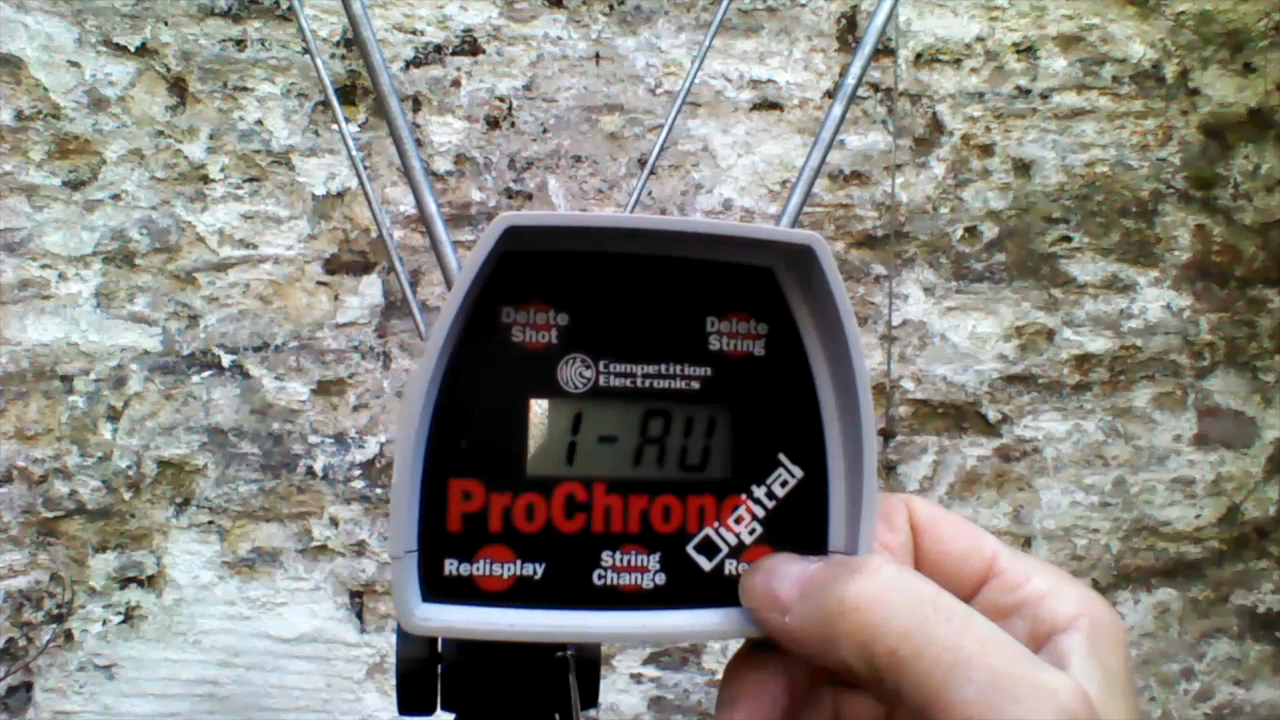 Delete
Shot
Delete
String
Competition
Electronics
1-AU
ProChrono
Digital
Redisplay
String
Change